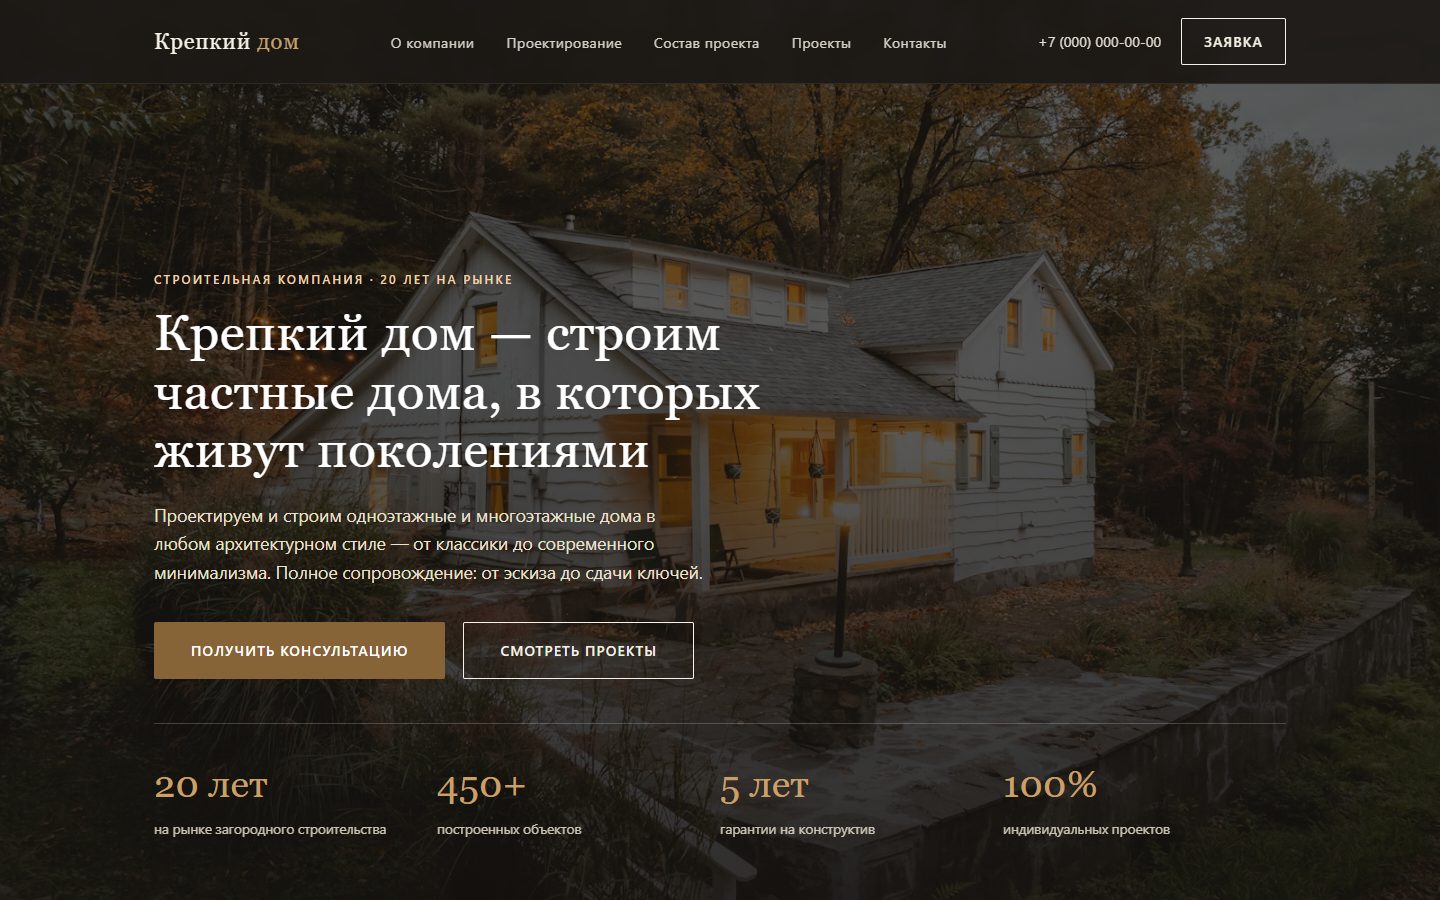 Крепкий дом
О компании
Проектирование
Состав проекта
Проекты
Контакты
+7 (000) 000-00-00
ЗАЯВКА
СТРОИТЕЛЬНАЯ КОМПАНИЯ · 20 ЛЕТ НА РЫНКЕ
Крепкий дом — строим
частные дома, в которых
живут поколениями
Проектируем и строим одноэтажные и многоэтажные дома в
любом архитектурном стиле — от классики до современного
минимализма. Полное сопровождение: от эскиза до сдачи ключей.
ПОЛУЧИТЬ КОНСУЛЬТАЦИЮ
СМОТРЕТЬ ПРОЕКТЫ
20 лет
на рынке загородного строительства
450+
построенных объектов
5 лет
гарантии на конструктив
100%
индивидуальных проектов